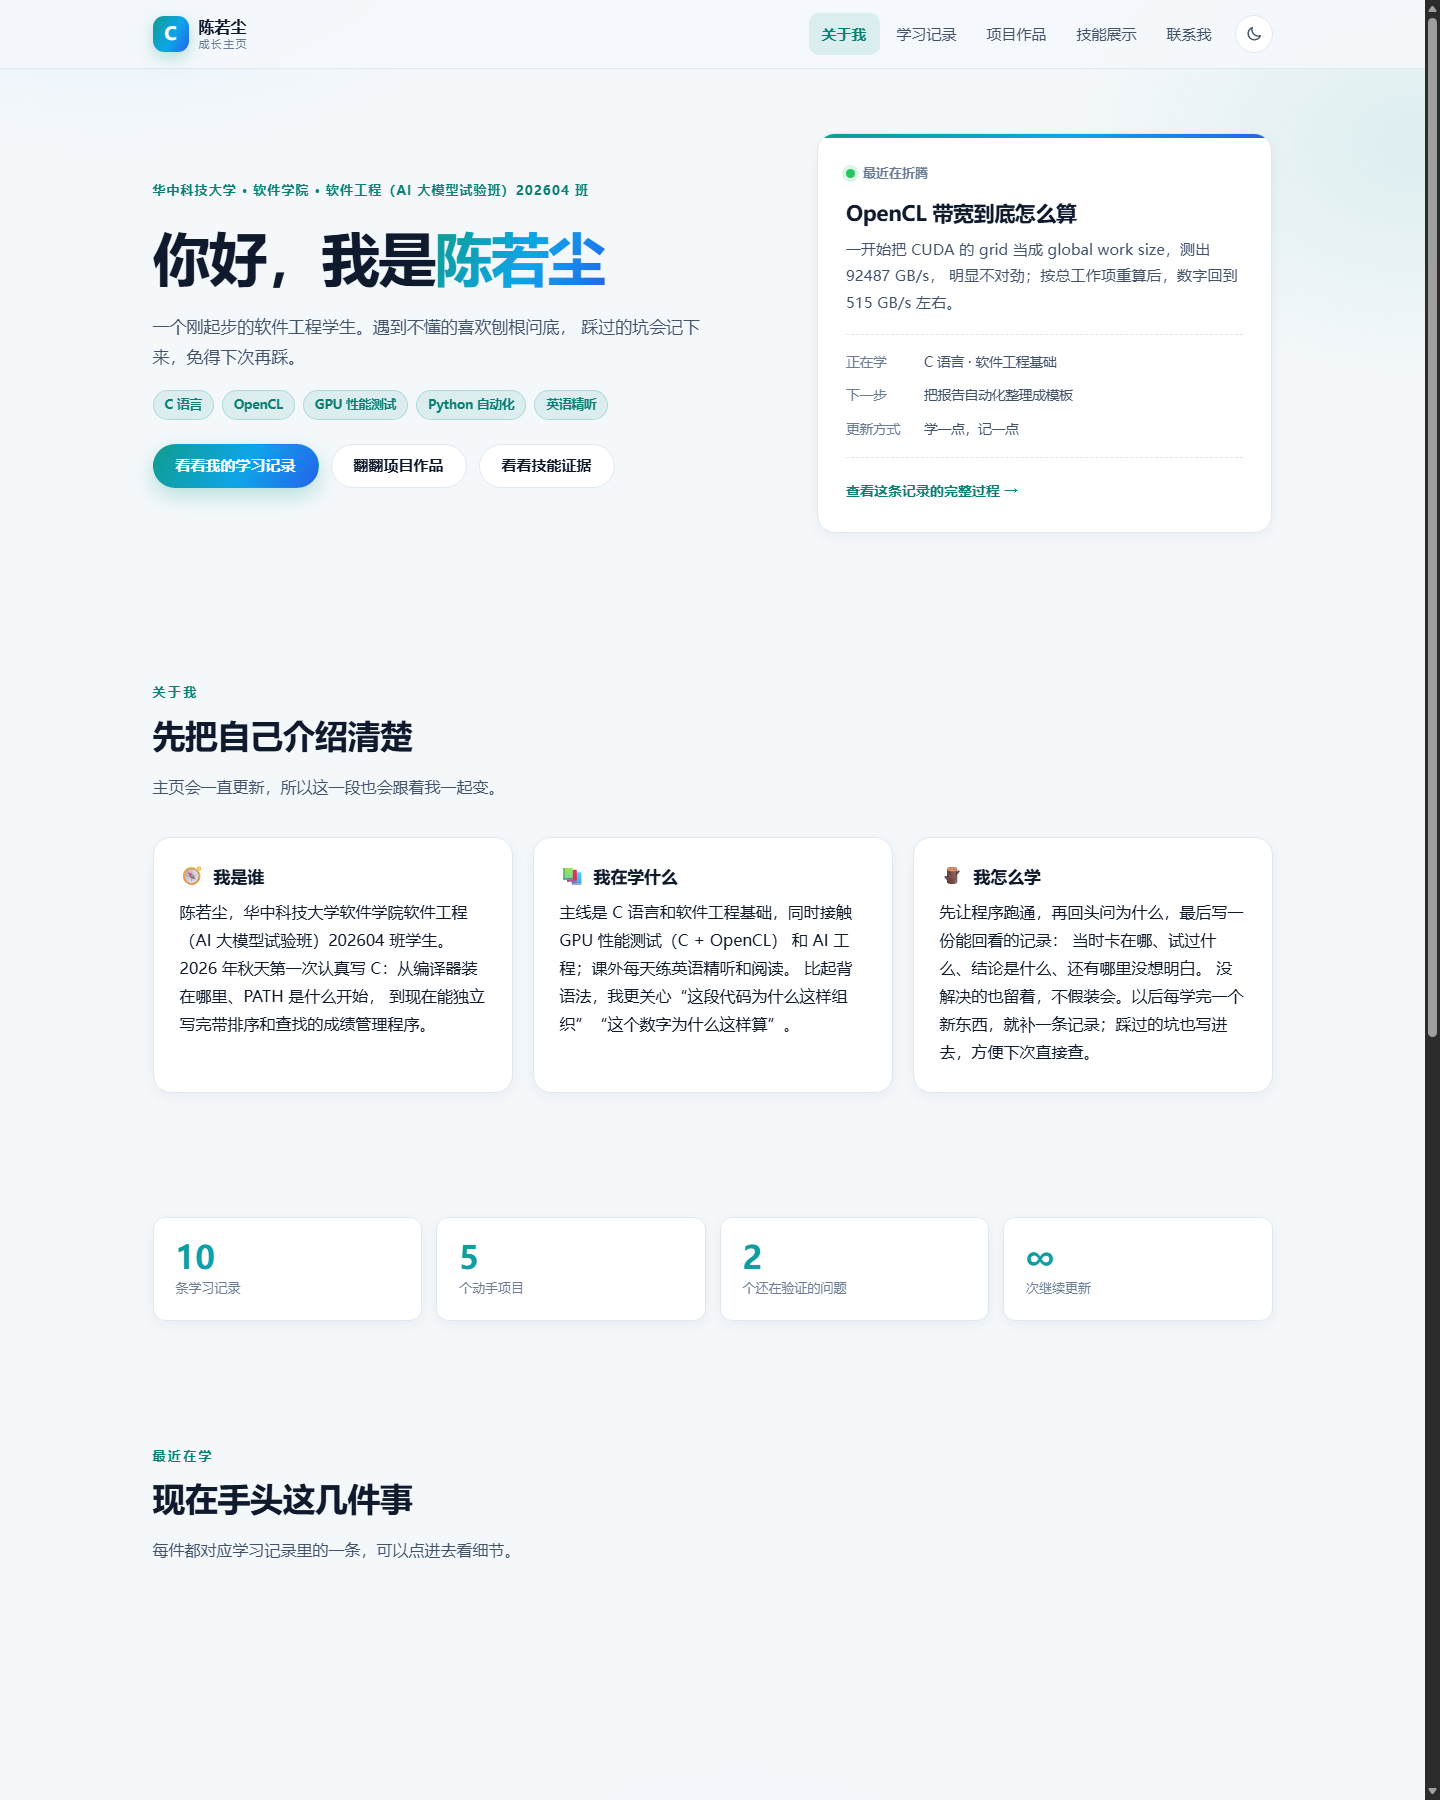 C
陈若尘
成长主页
关于我
学习记录
项目作品
技能展示
联系我
华中科技大学 • 软件学院 • 软件工程（AI 大模型试验班）202604 班
你好，我是陈若尘
一个刚起步的软件工程学生。遇到不懂的喜欢刨根问底， 踩过的坑会记下
来，免得下次再踩。
C 语言
OpenCL
GPU 性能测试
Python 自动化
英语精听
看看我的学习记录
翻翻项目作品
看看技能证据
最近在折腾
OpenCL 带宽到底怎么算
一开始把 CUDA 的 grid 当成 global work size，测出
92487 GB/s， 明显不对劲；按总工作项重算后，数字回到
515 GB/s 左右。
正在学
C 语言 · 软件工程基础
下一步
把报告自动化整理成模板
更新方式
学一点，记一点
查看这条记录的完整过程 →
关于我
先把自己介绍清楚
主页会一直更新，所以这一段也会跟着我一起变。
我是谁
陈若尘，华中科技大学软件学院软件工程
（AI 大模型试验班）202604 班学生。
2026 年秋天第一次认真写 C：从编译器装
在哪里、PATH 是什么开始， 到现在能独立
写完带排序和查找的成绩管理程序。
我在学什么
主线是 C 语言和软件工程基础，同时接触
GPU 性能测试（C + OpenCL） 和 AI 工
程；课外每天练英语精听和阅读。 比起背
语法，我更关心“这段代码为什么这样组
织” “这个数字为什么这样算”。
我怎么学
先让程序跑通，再回头问为什么，最后写一
份能回看的记录： 当时卡在哪、试过什
么、结论是什么、还有哪里没想明白。 没
解决的也留着，不假装会。以后每学完一个
新东西，就补一条记录；踩过的坑也写进
去，方便下次直接查。
10
条学习记录
5
个动手项目
2
个还在验证的问题
∞
次继续更新
最近在学
现在手头这几件事
每件都对应学习记录里的一条，可以点进去看细节。